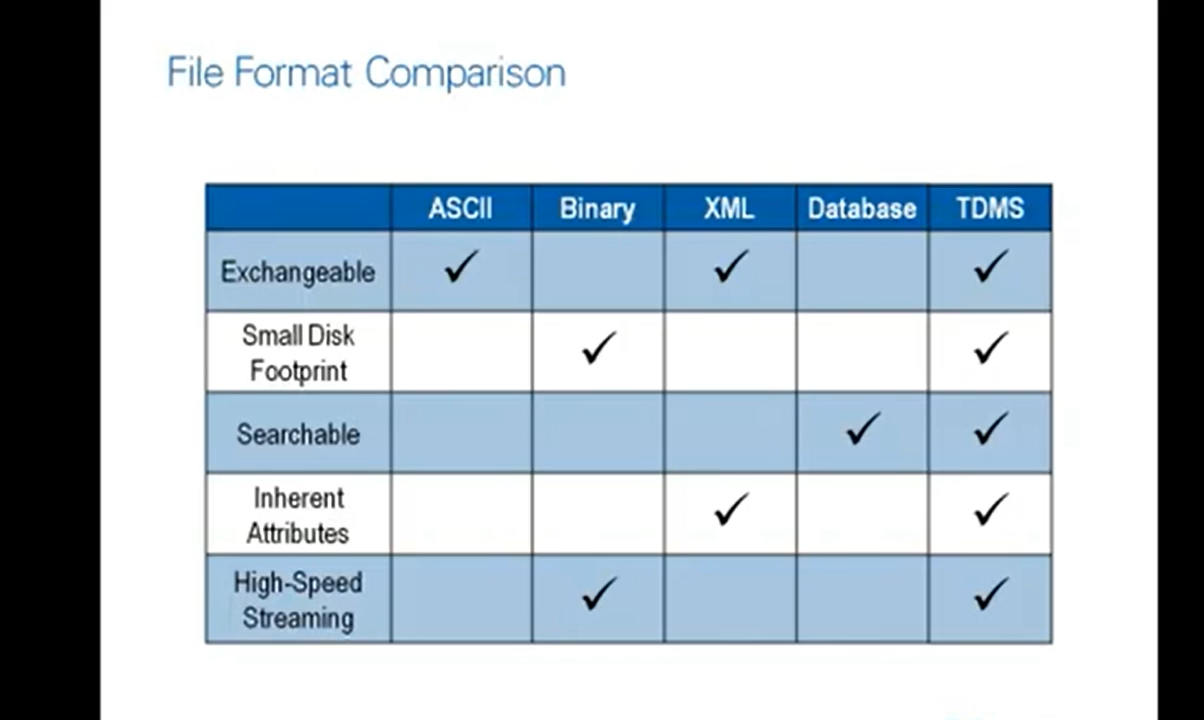 File Format Comparison
ASCII Binary XML Database TDMS
Exchangeable ✓ ✓ ✓
Small Disk
Footprint ✓ ✓
Searchable ✓ ✓
Inherent
Attributes ✓ ✓
High-Speed
Streaming ✓ ✓